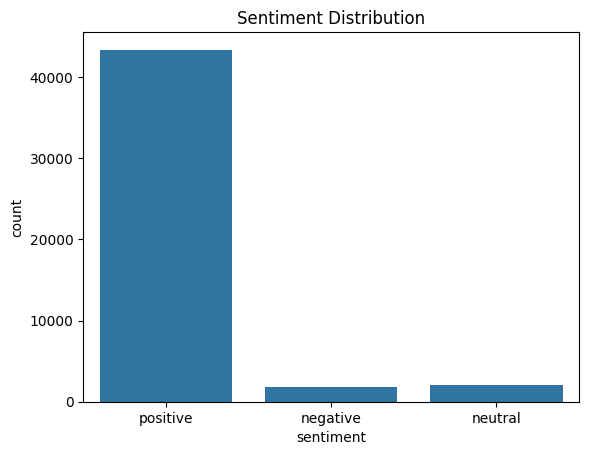 Sentiment Distribution
count
40000
30000
20000
10000
0
positive negative neutral
sentiment